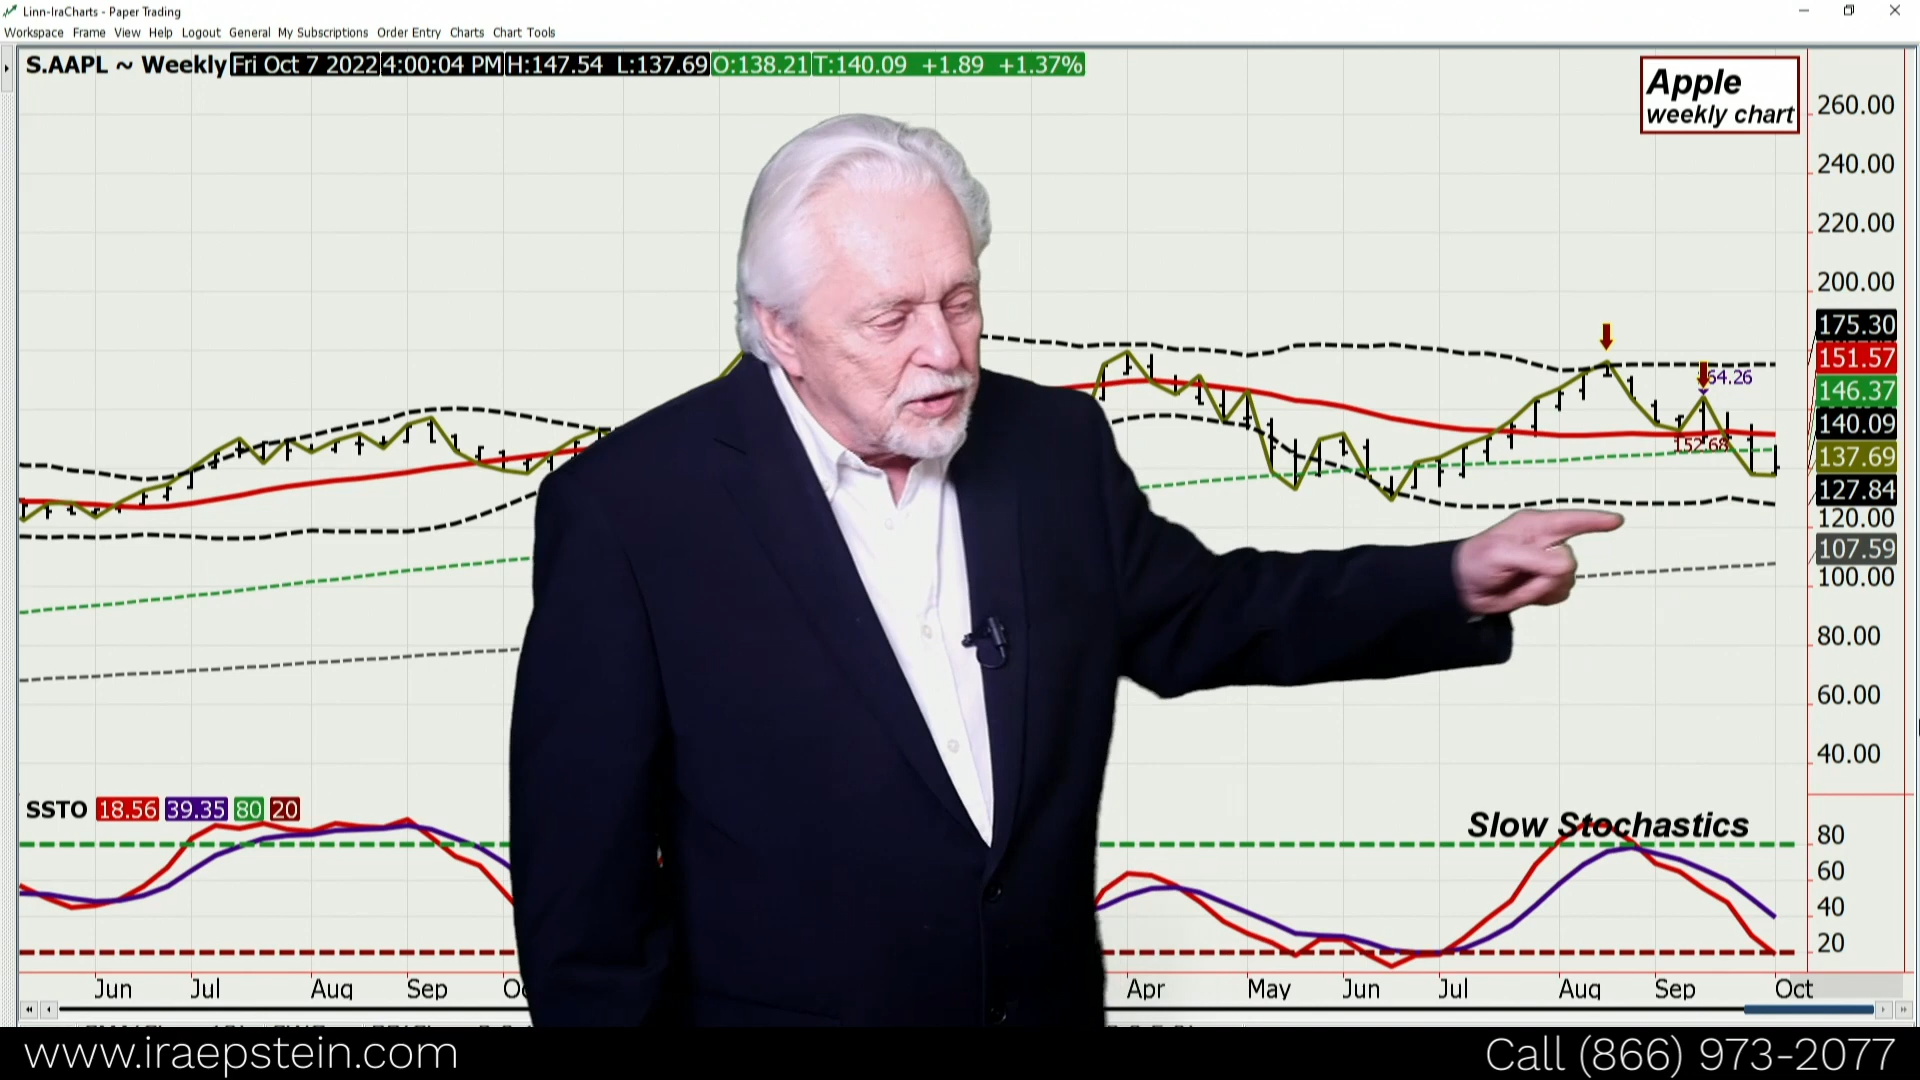 Linn-IraCharts - Paper Trading
Workspace Frame View Help Logout General My Subscriptions Order Entry Charts Chart Tools
S.AAPL ~ Weekly Fri Oct 7 2022 4:00:04 PM H:147.54 L:137.69 O:138.21 T:140.09 +1.89 +1.37%
Apple
weekly chart
260.00
240.00
220.00
200.00
175.30
151.57
146.37
140.09
137.69
127.84
120.00
107.59
100.00
80.00
60.00
40.00
152.68
SSTO 18.56 39.35 80 20
Slow Stochastics
80
60
40
20
Jun Jul Aug Sep Apr May Jun Jul Aug Sep Oct
www.iraepstein.com
Call (866) 973-2077